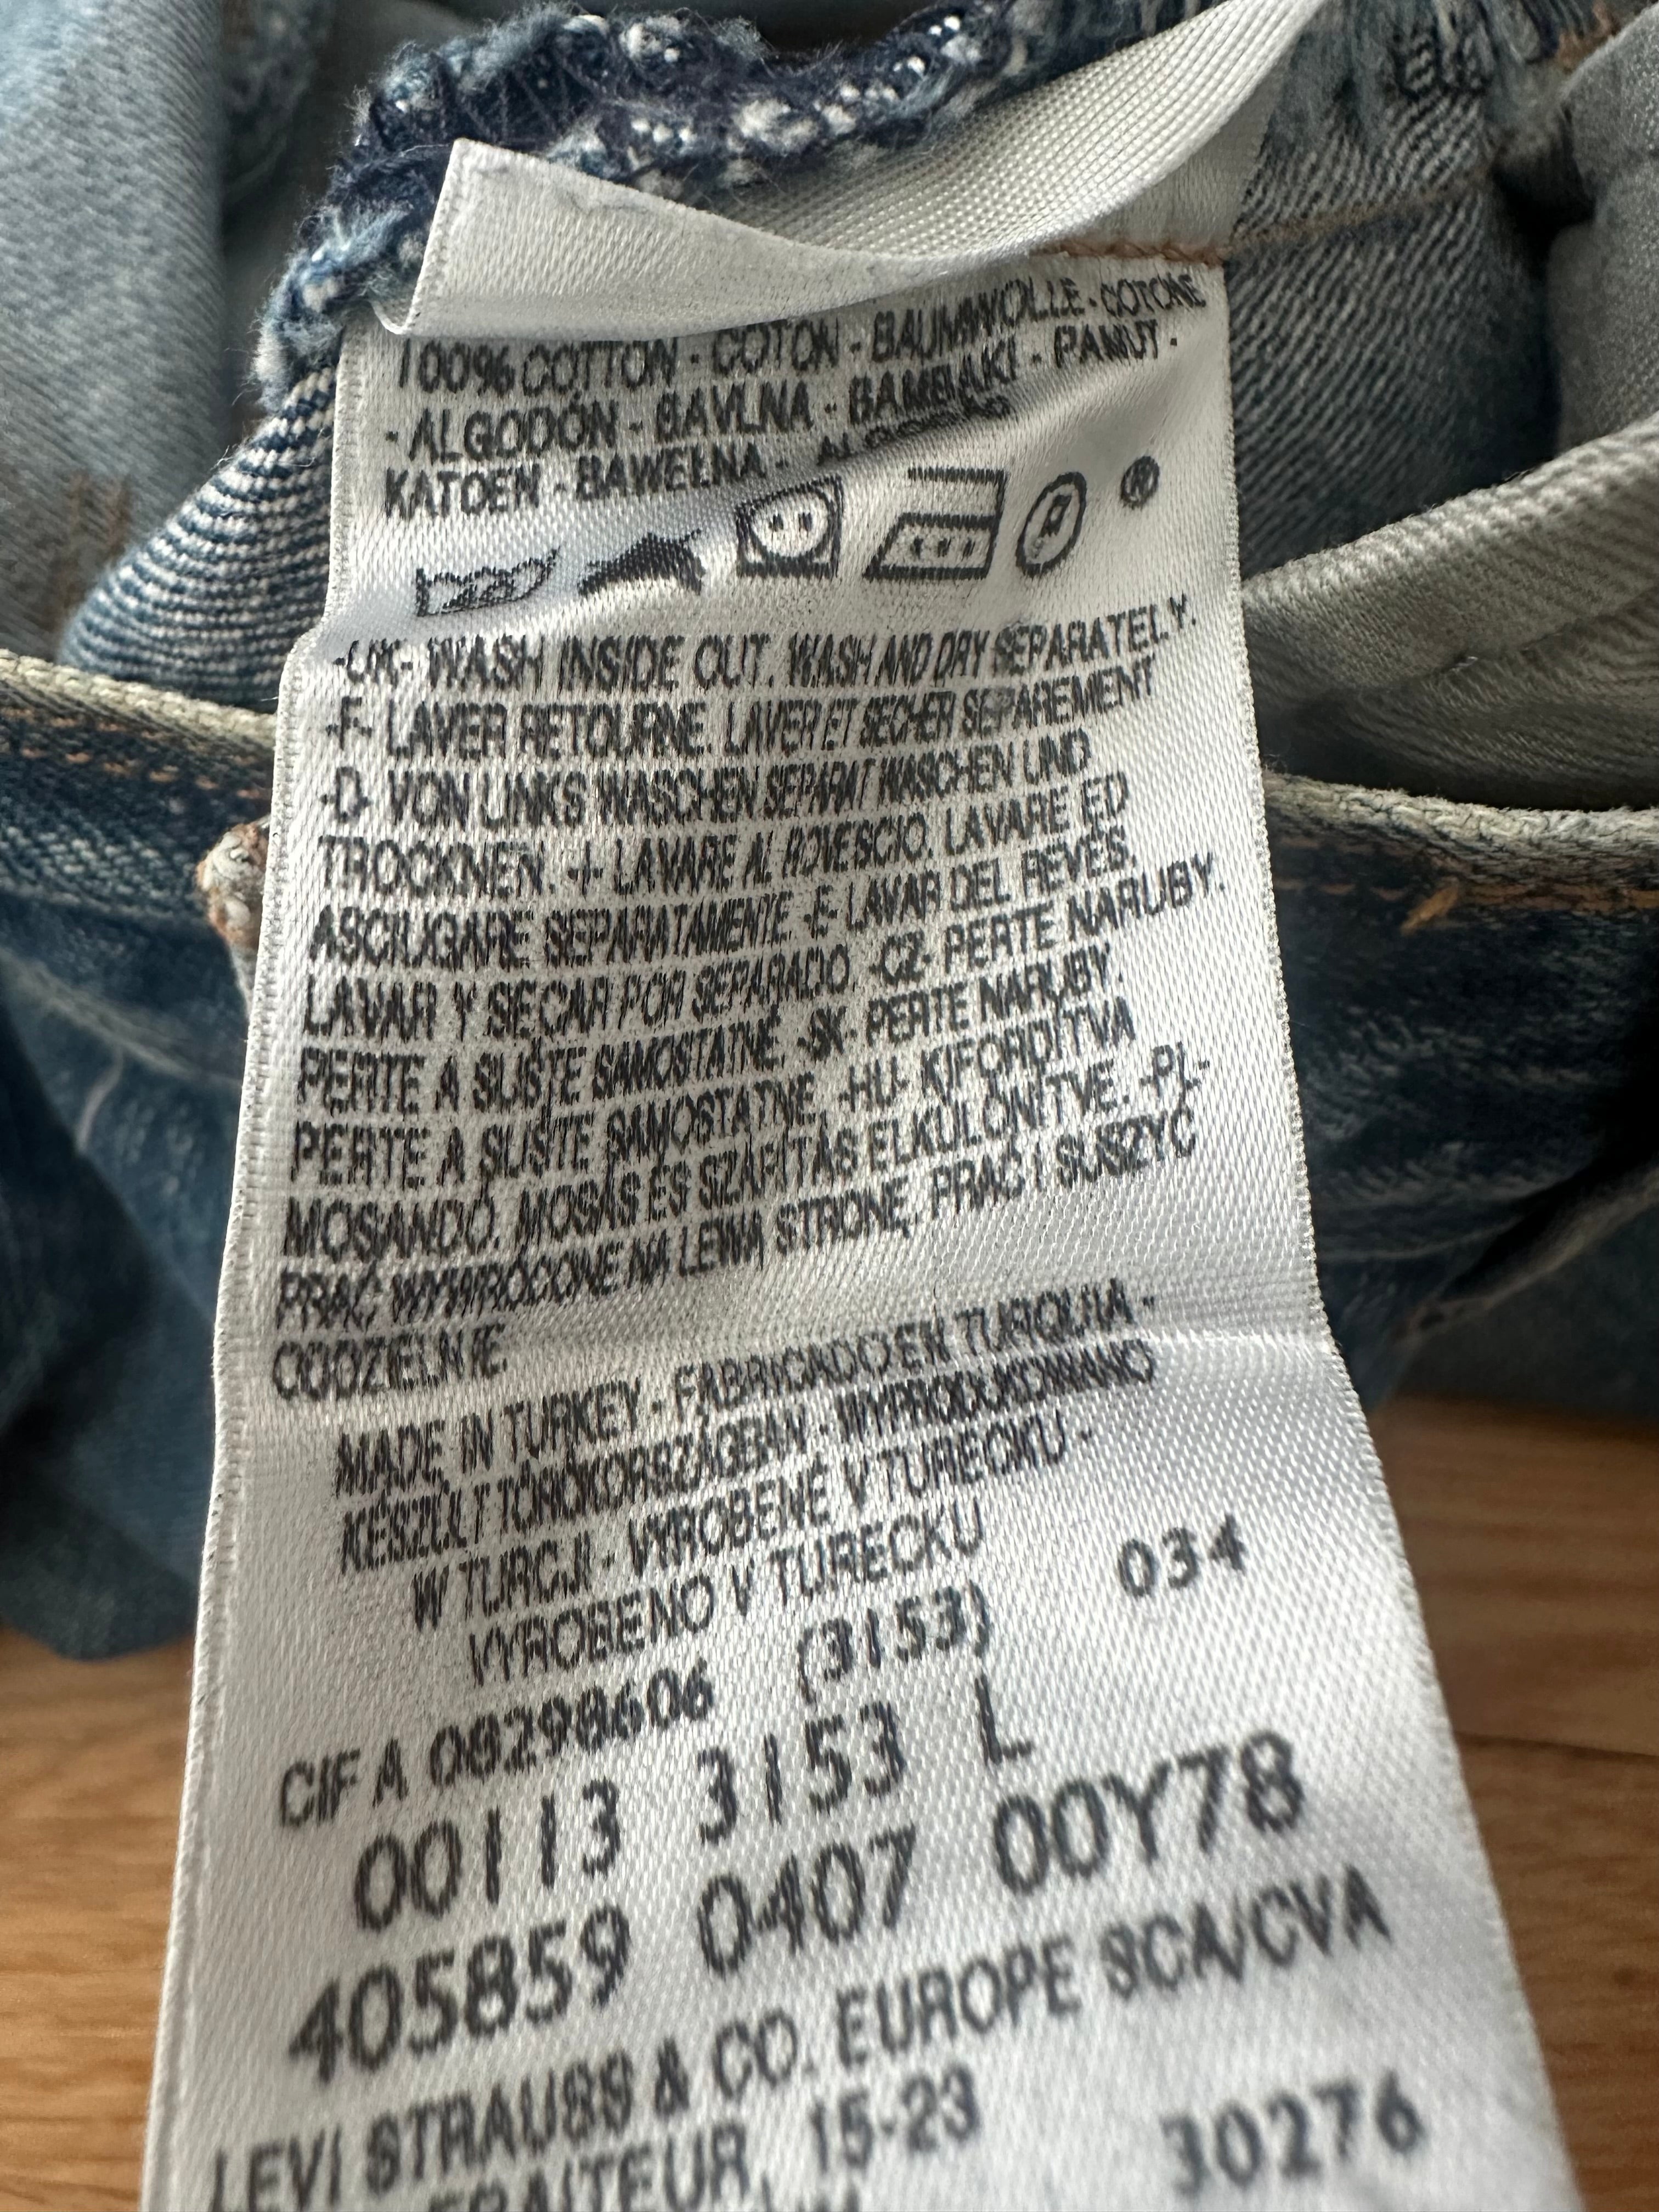 100% COTTON - COTON - BAUMWOLLE - COTONE
- ALGODÓN - BAVLNA - BAMBAKI - PAMUT -
KATOEN - BAWEŁNA -
-UK- WASH INSIDE OUT. WASH AND DRY SEPARATELY.
-F- LAVER RETOURNE. LAVER ET SECHER SEPAREMENT
-D- VON LINKS WASCHEN SEPARAT WASCHEN UND
TROCKNEN. -I- LAVARE AL ROVESCIO. LAVARE ED
ASCIUGARE SEPARATAMENTE. -E- LAVAR DEL REVÉS.
LAVAR Y SECAR POR SEPARADO. -CZ- PERTE NARUBY.
PERTE A SUŠTE SAMOSTATNĚ. -SK- PERTE NARUBY.
PERTE A SUŠTE SAMOSTATNE. -HU- KIFORDÍTVA
MOSANDÓ. MOSÁS ÉS SZÁRÍTÁS ELKÜLÖNÍTVE. -PL-
PRAĆ WYWRÓCONE NA LEWĄ STRONĘ. PRAĆ I SUSZYĆ
ODDZIELNIE.
MADE IN TURKEY - FABRICADO EN TURQUIA -
KÉSZÜLT TÖRÖKORSZÁGBAN - WYPRODUKOWANO
W TURCJI - VYROBENÉ V TURECKU -
VYROBENO V TURECKU
034
CIF A 00298606 (3153)
00113 3153 L
405859 0407 00Y78
LEVI STRAUSS & CO. EUROPE SCA/CVA
15-23
30276